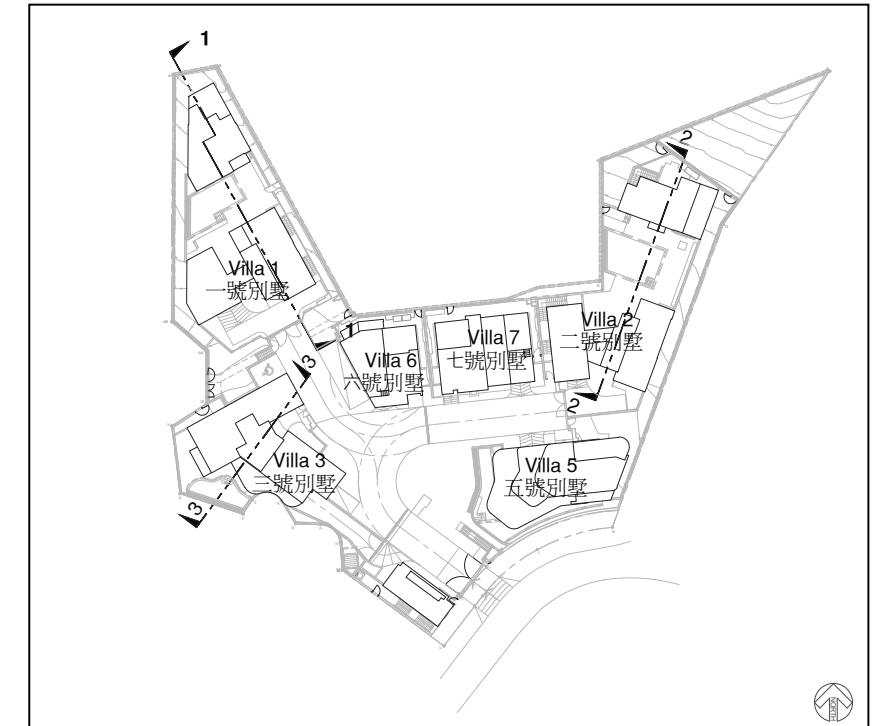 1
2
Villa 1
一號別墅
Villa 2
二號別墅
Villa 7
七號別墅
1
Villa 6
六號別墅
3
2
Villa 3
三號別墅
Villa 5
五號別墅
3
NORTH